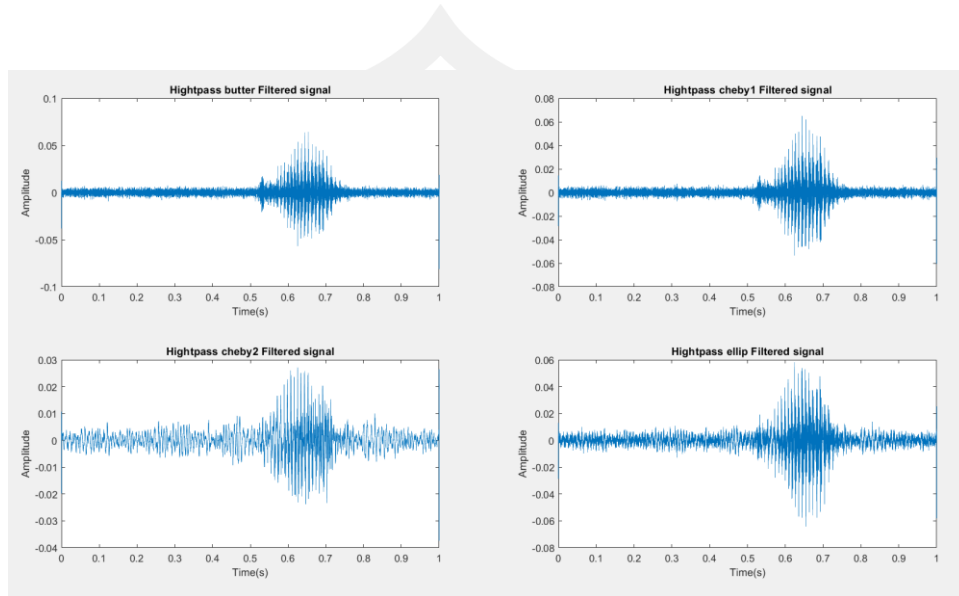 Hightpass butter Filtered signal
0.1
0.05
0
-0.05
-0.1
Amplitude
0 0.1 0.2 0.3 0.4 0.5 0.6 0.7 0.8 0.9 1
Time(s)
Hightpass cheby1 Filtered signal
0.08
0.06
0.04
0.02
0
-0.02
-0.04
-0.06
-0.08
Amplitude
0 0.1 0.2 0.3 0.4 0.5 0.6 0.7 0.8 0.9 1
Time(s)
Hightpass cheby2 Filtered signal
0.03
0.02
0.01
0
-0.01
-0.02
-0.03
-0.04
Amplitude
0 0.1 0.2 0.3 0.4 0.5 0.6 0.7 0.8 0.9 1
Time(s)
Hightpass ellip Filtered signal
0.06
0.04
0.02
0
-0.02
-0.04
-0.06
-0.08
Amplitude
0 0.1 0.2 0.3 0.4 0.5 0.6 0.7 0.8 0.9 1
Time(s)